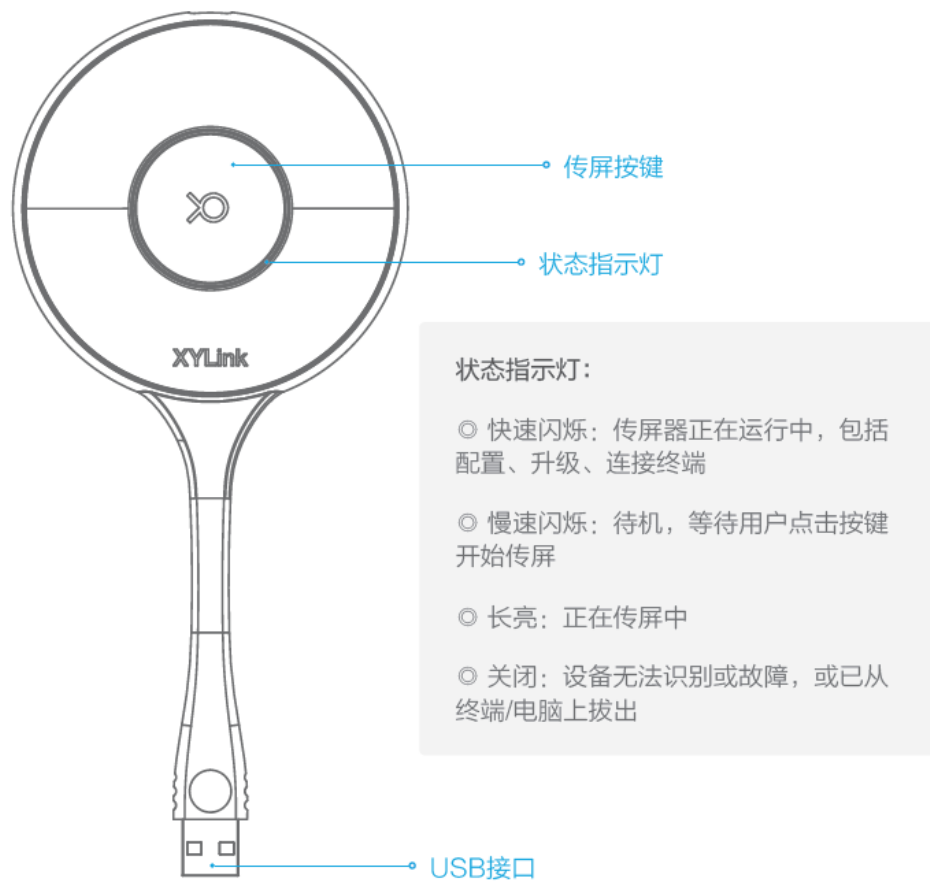 传屏按键
状态指示灯
XYLink
状态指示灯：
◎ 快速闪烁：传屏器正在运行中，包括
配置、升级、连接终端
◎ 慢速闪烁：待机，等待用户点击按键
开始传屏
◎ 长亮：正在传屏中
◎ 关闭：设备无法识别或故障，或已从
终端/电脑上拔出
USB接口